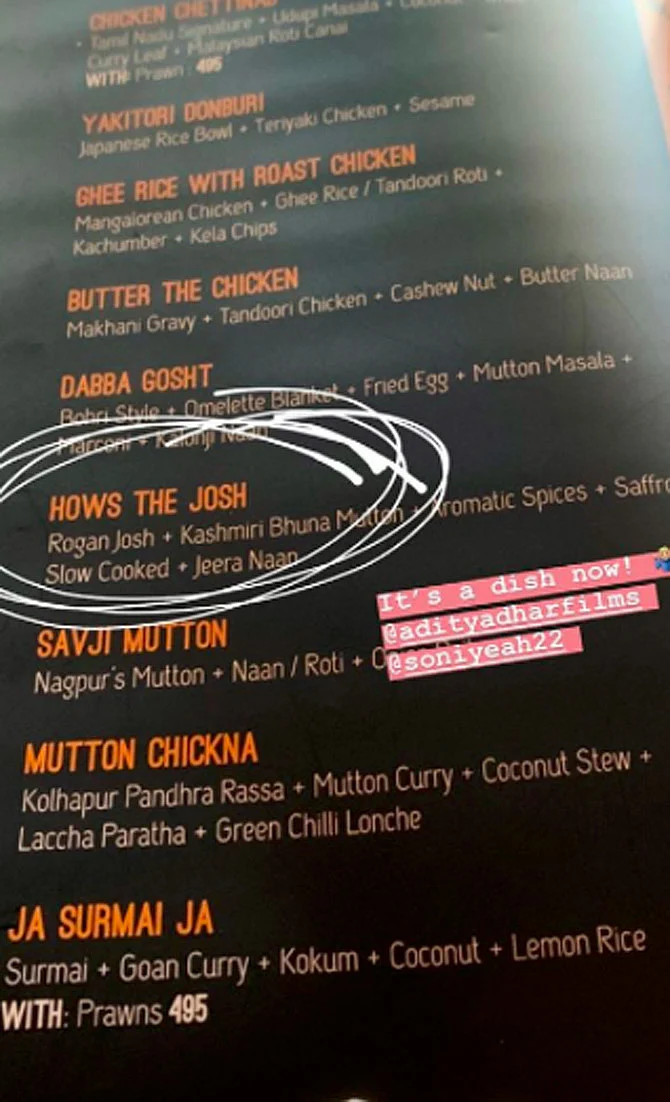 CHICKEN CHETTINAD
• Tamil Nadu Signature + Udupi Masala +
Curry Leaf + Malaysian Roti Canai
WITH: Prawn : 495
YAKITORI DONBURI
Japanese Rice Bowl + Teriyaki Chicken + Sesame
GHEE RICE WITH ROAST CHICKEN
Mangalorean Chicken + Ghee Rice / Tandoori Roti +
Kachumber + Kela Chips
BUTTER THE CHICKEN
Makhani Gravy + Tandoori Chicken + Cashew Nut + Butter Naan
DABBA GOSHT
Bohri Style + Omelette Blanket + Fried Egg + Mutton Masala +
Marconi + Kalonji Naan
HOWS THE JOSH
Rogan Josh + Kashmiri Bhuna Mutton + Aromatic Spices + Saffro
Slow Cooked + Jeera Naan
It's a dish now!
@adityadharfilms
@soniyeah22
SAVJI MUTTON
Nagpur's Mutton + Naan / Roti +
MUTTON CHICKNA
Kolhapur Pandhra Rassa + Mutton Curry + Coconut Stew +
Laccha Paratha + Green Chilli Lonche
JA SURMAI JA
Surmai + Goan Curry + Kokum + Coconut + Lemon Rice
WITH: Prawns 495